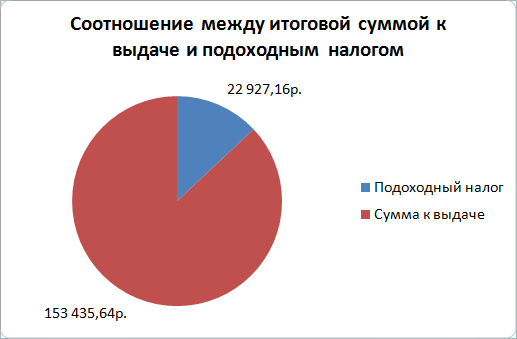 Соотношение между итоговой суммой к
выдаче и подоходным налогом
22 927,16р.
Подоходный налог
Сумма к выдаче
153 435,64р.